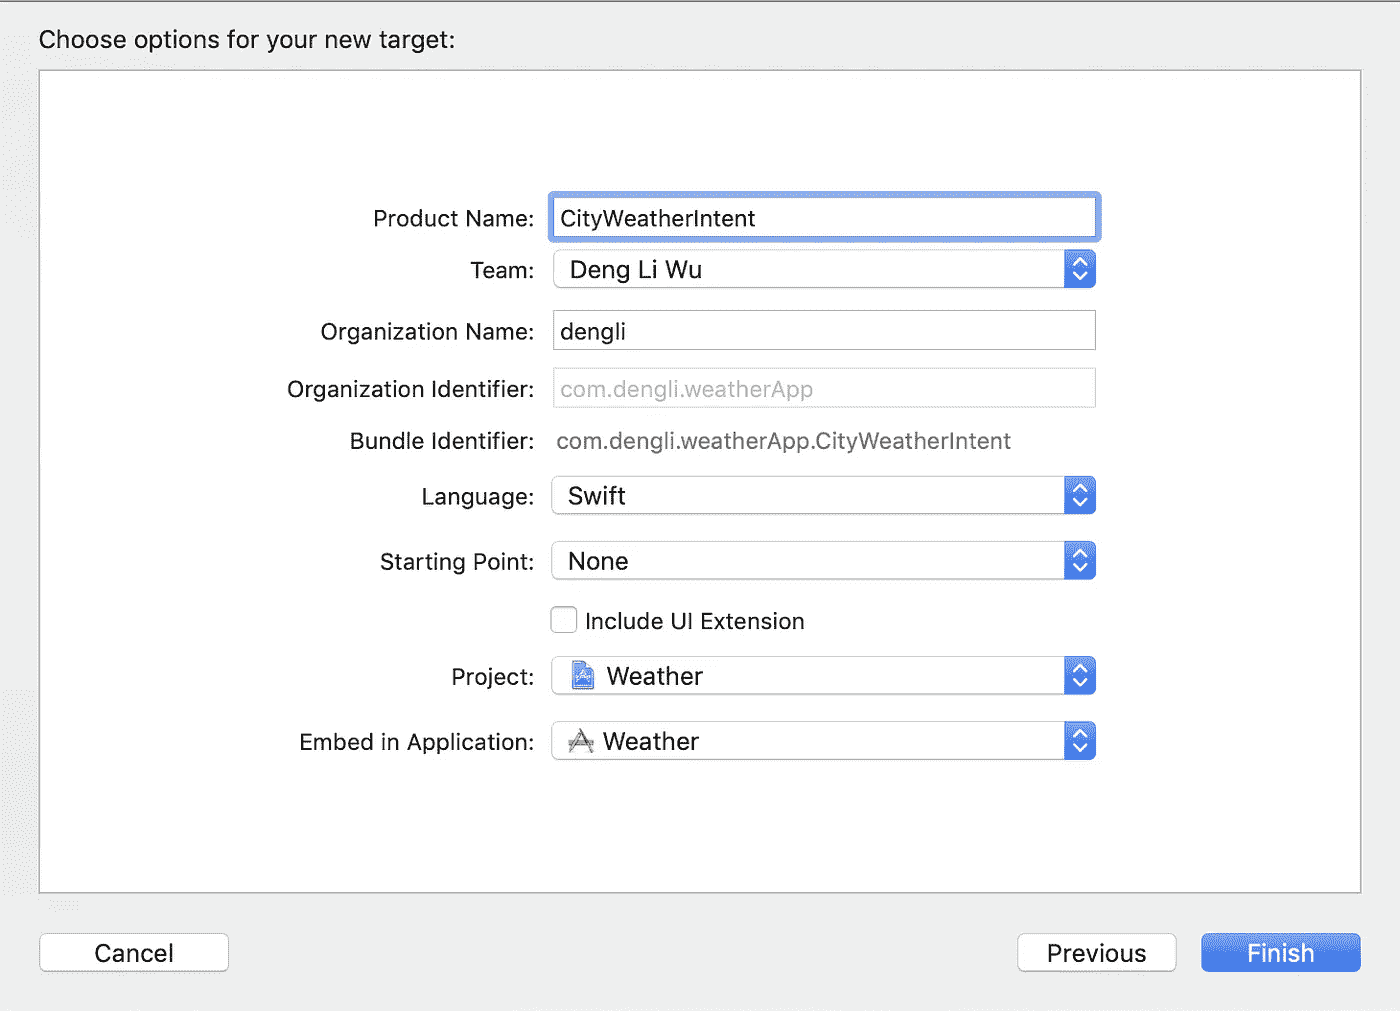 Choose options for your new target:
Product Name: CityWeatherIntent
Team: Deng Li Wu
Organization Name: dengli
Organization Identifier: com.dengli.weatherApp
Bundle Identifier: com.dengli.weatherApp.CityWeatherIntent
Language: Swift
Starting Point: None
Include UI Extension
Project: Weather
Embed in Application: Weather
Cancel Previous Finish